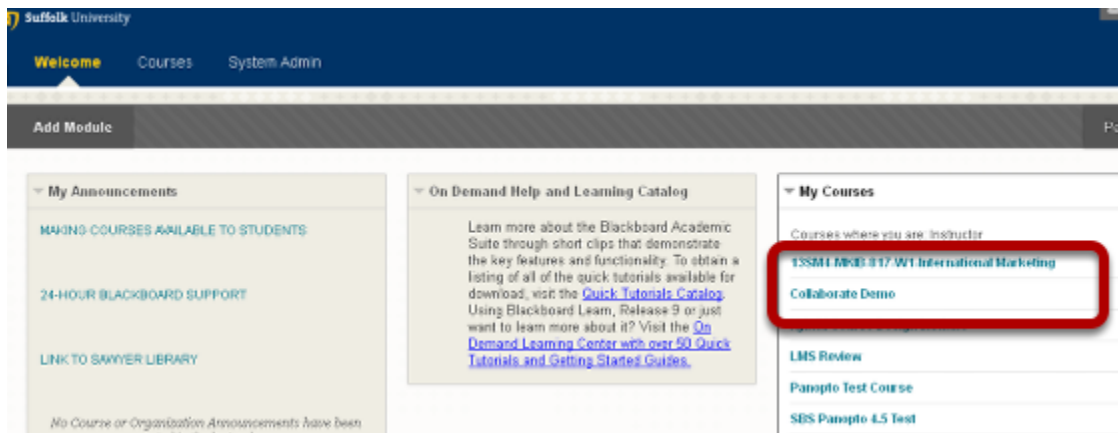 Suffolk University
Welcome Courses System Admin
Add Module
My Announcements
MAKING COURSES AVAILABLE TO STUDENTS
24-HOUR BLACKBOARD SUPPORT
LINK TO SAWYER LIBRARY
No Course or Organization Announcements have been
On Demand Help and Learning Catalog
Learn more about the Blackboard Academic
Suite through short clips that demonstrate
the key features and functionality. To obtain a
listing of all of the quick tutorials available for
download, visit the Quick Tutorials Catalog.
Using Blackboard Learn, Release 9 or just
want to learn more about it? Visit the On
Demand Learning Center with over 50 Quick
Tutorials and Getting Started Guides.
My Courses
Courses where you are: Instructor
13SM4-MKIB-817-W1-International Marketing
Collaborate Demo
LMS Review
Panopto Test Course
SBS Panopto 4.5 Test